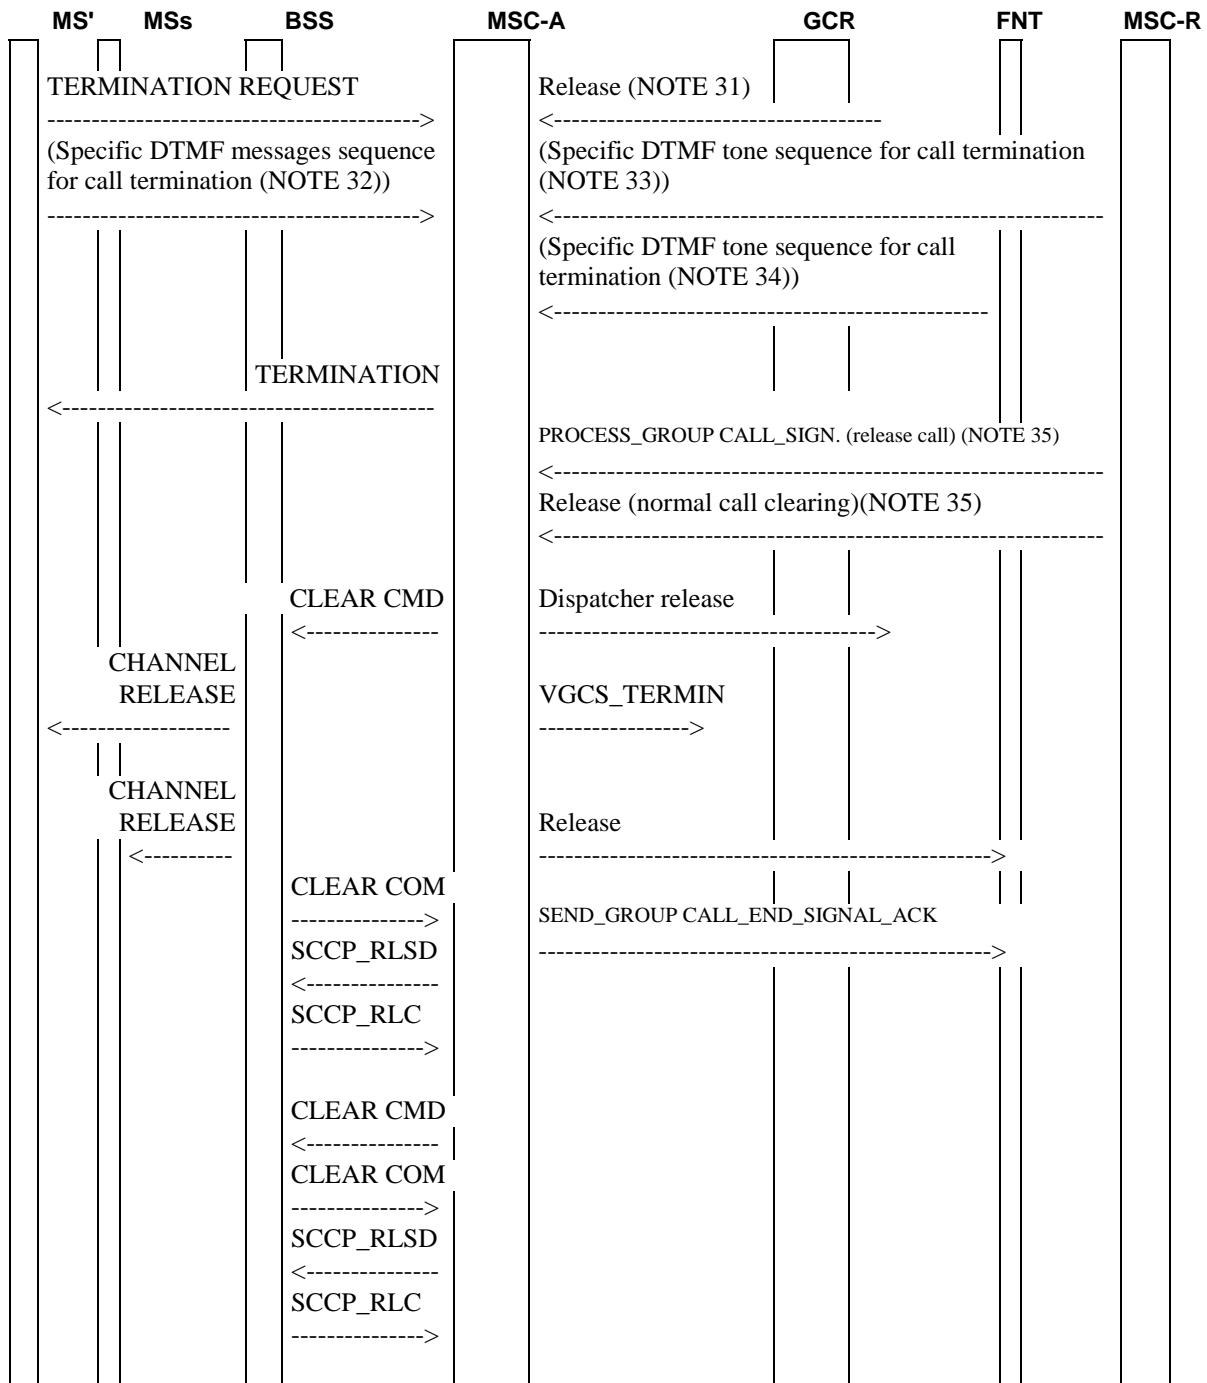 MS' MSs BSS MSC-A GCR FNT MSC-R
TERMINATION REQUEST Release (NOTE 31)
------------------------------------------> <-------------------------------------
(Specific DTMF messages sequence (Specific DTMF tone sequence for call termination
for call termination (NOTE 32)) (NOTE 33))
------------------------------------------> <--------------------------------------------------------------
(Specific DTMF tone sequence for call
termination (NOTE 34))
<-------------------------------------------------
TERMINATION
<------------------------------------------
PROCESS_GROUP CALL_SIGN. (release call) (NOTE 35)
<--------------------------------------------------------------
Release (normal call clearing)(NOTE 35)
<--------------------------------------------------------------
CLEAR CMD Dispatcher release
<--------------- -------------------------------------->
CHANNEL
RELEASE VGCS_TERMIN
<------------------- ----------------->
CHANNEL
RELEASE Release
<---------- --------------------------------------------------->
CLEAR COM
---------------> SEND_GROUP CALL_END_SIGNAL_ACK
SCCP_RLSD --------------------------------------------------->
<---------------
SCCP_RLC
--------------->
CLEAR CMD
<---------------
CLEAR COM
--------------->
SCCP_RLSD
<---------------
SCCP_RLC
--------------->